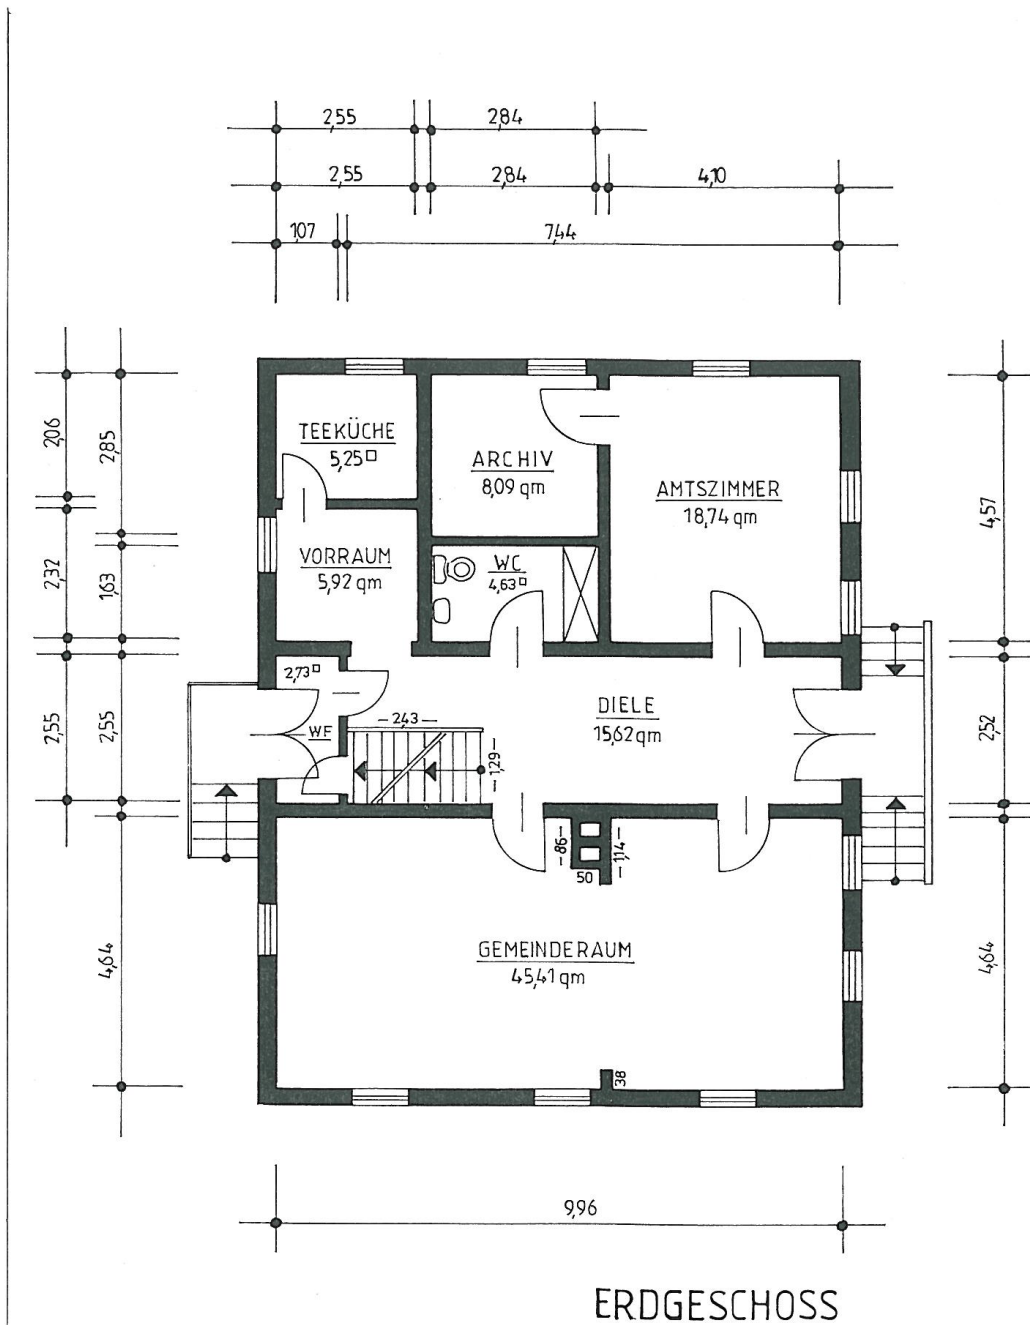 2,55
2,84
2,55
2,84
4,10
1,07
7,44
2,06
2,85
2,32
1,63
2,55
2,55
4,64
4,57
2,52
4,64
TEEKÜCHE
5,25□
ARCHIV
8,09 qm
AMTSZIMMER
18,74 qm
VORRAUM
5,92 qm
WC
4,63□
2,73□
WF
2,43
1,29
DIELE
15,62 qm
86
50
1,14
GEMEINDERAUM
45,41 qm
38
9,96
ERDGESCHOSS